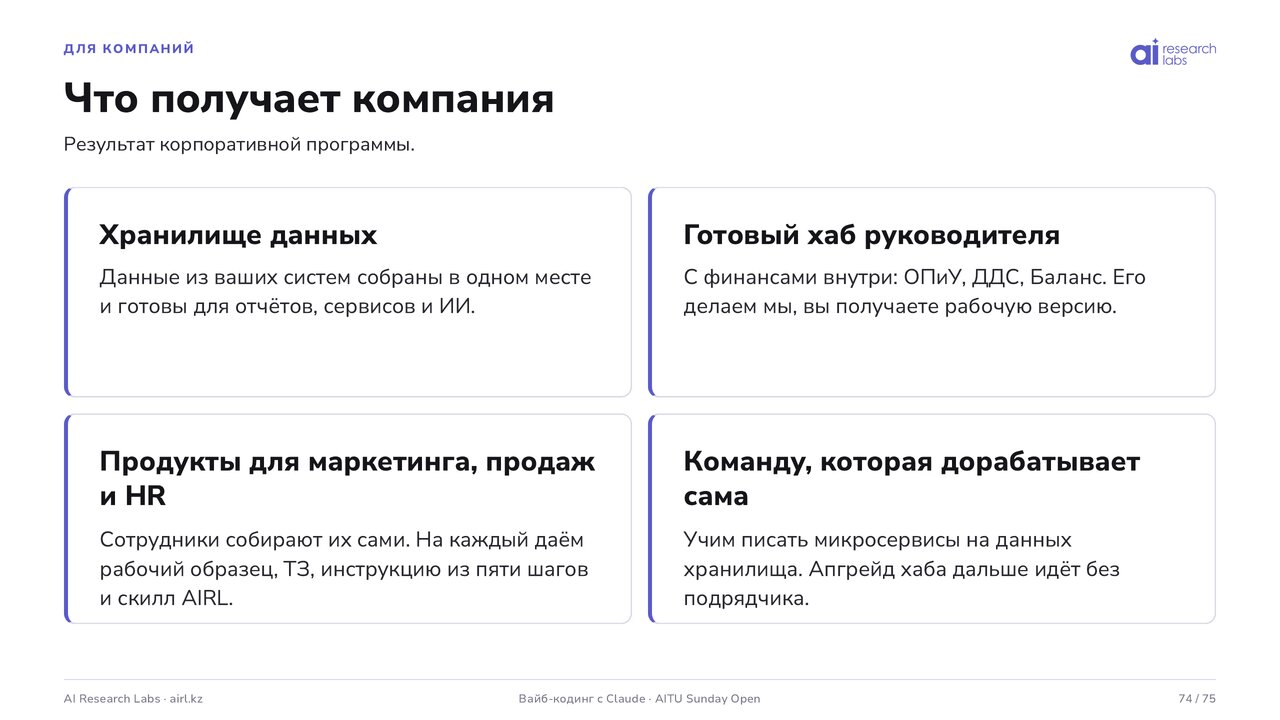 ДЛЯ КОМПАНИЙ
ai research labs
Что получает компания
Результат корпоративной программы.
Хранилище данных
Данные из ваших систем собраны в одном месте
и готовы для отчётов, сервисов и ИИ.
Готовый хаб руководителя
С финансами внутри: ОПиУ, ДДС, Баланс. Его
делаем мы, вы получаете рабочую версию.
Продукты для маркетинга, продаж
и HR
Сотрудники собирают их сами. На каждый даём
рабочий образец, ТЗ, инструкцию из пяти шагов
и скилл AIRL.
Команду, которая дорабатывает
сама
Учим писать микросервисы на данных
хранилища. Апгрейд хаба дальше идёт без
подрядчика.
AI Research Labs · airl.kz
Вайб-кодинг с Claude · AITU Sunday Open
74 / 75